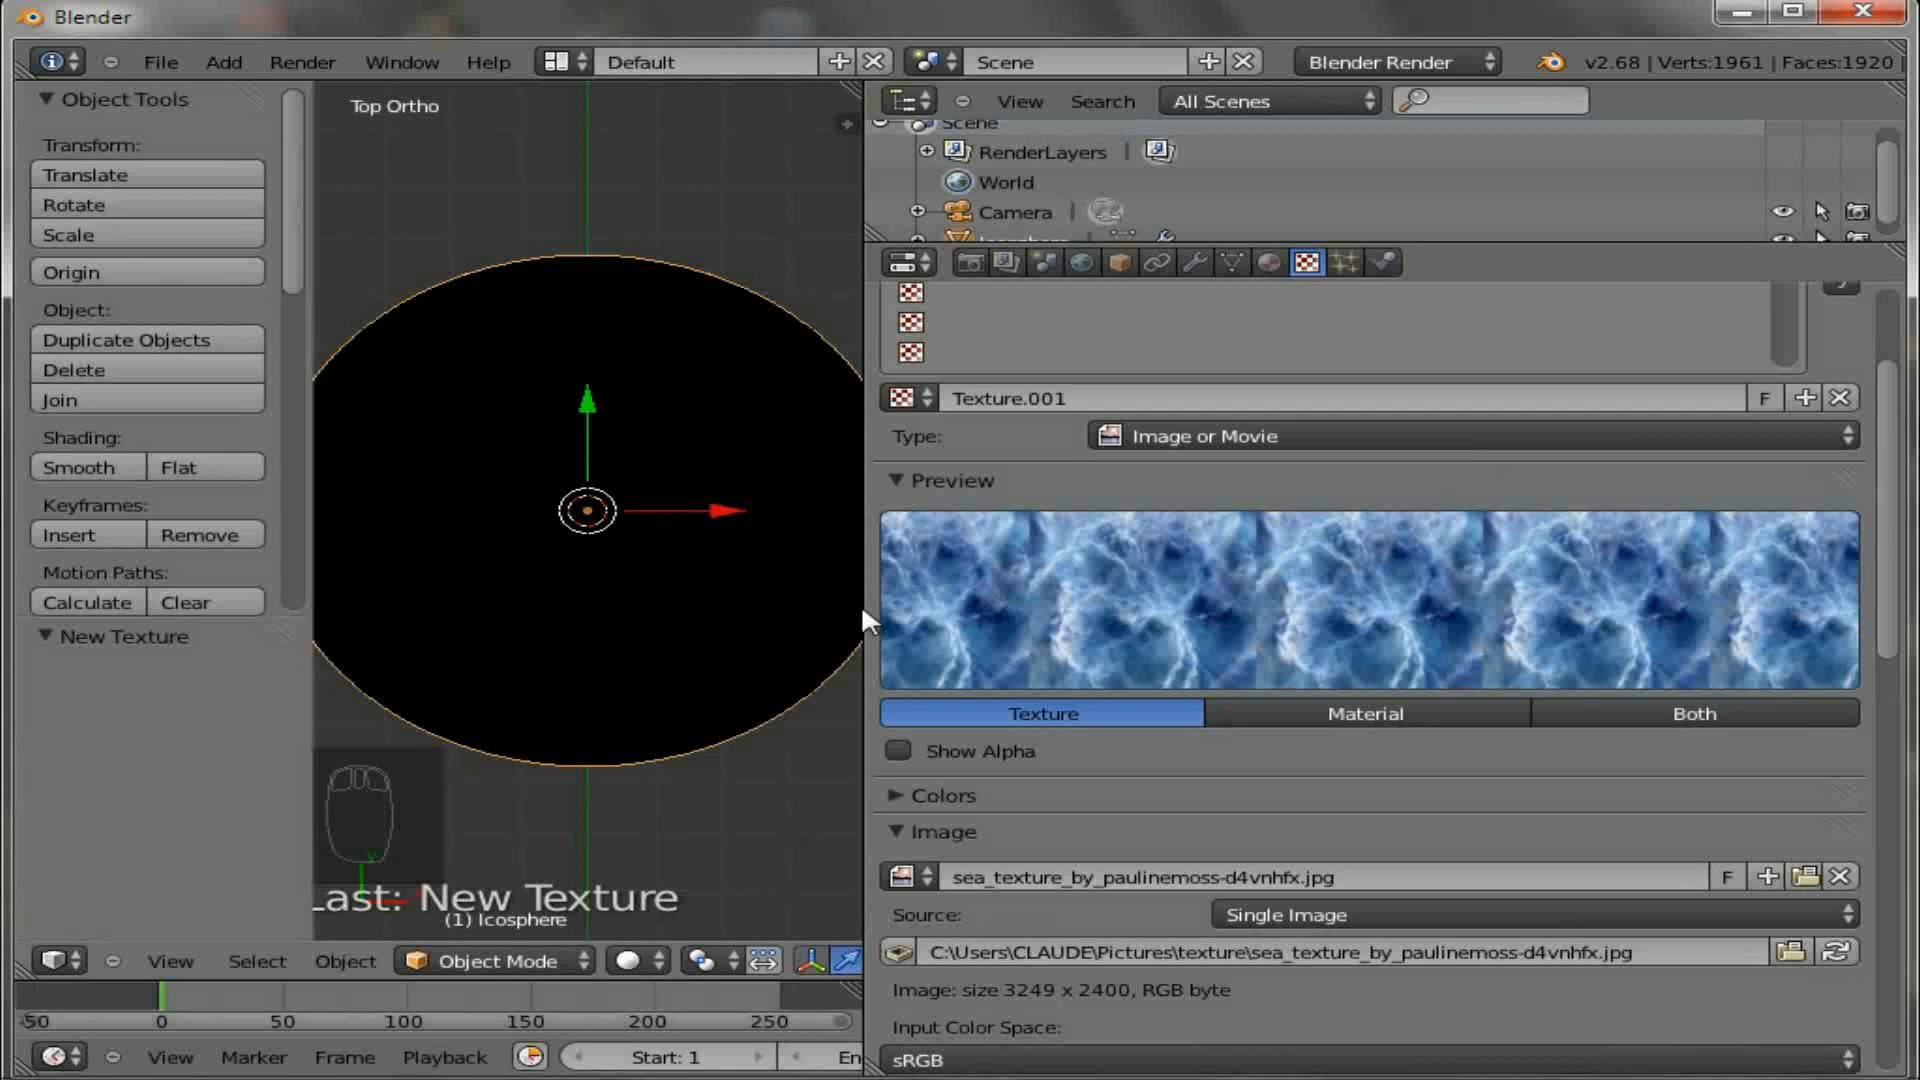 Blender
File Add Render Window Help Default Scene Blender Render v2.68 | Verts:1961 | Faces:1920 |
Object Tools
Transform:
Translate
Rotate
Scale
Origin
Object:
Duplicate Objects
Delete
Join
Shading:
Smooth Flat
Keyframes:
Insert Remove
Motion Paths:
Calculate Clear
New Texture
Top Ortho
Last: New Texture
(1) Icosphere
View Select Object Object Mode
-50 0 50 100 150 200 250
View Marker Frame Playback Start: 1 En
View Search All Scenes
Scene
RenderLayers |
World
Camera |
Texture.001 F
Type: Image or Movie
Preview
Texture Material Both
Show Alpha
Colors
Image
sea_texture_by_paulinemoss-d4vnhfx.jpg F
Source: Single Image
C:\Users\CLAUDE\Pictures\texture\sea_texture_by_paulinemoss-d4vnhfx.jpg
Image: size 3249 x 2400, RGB byte
Input Color Space:
sRGB